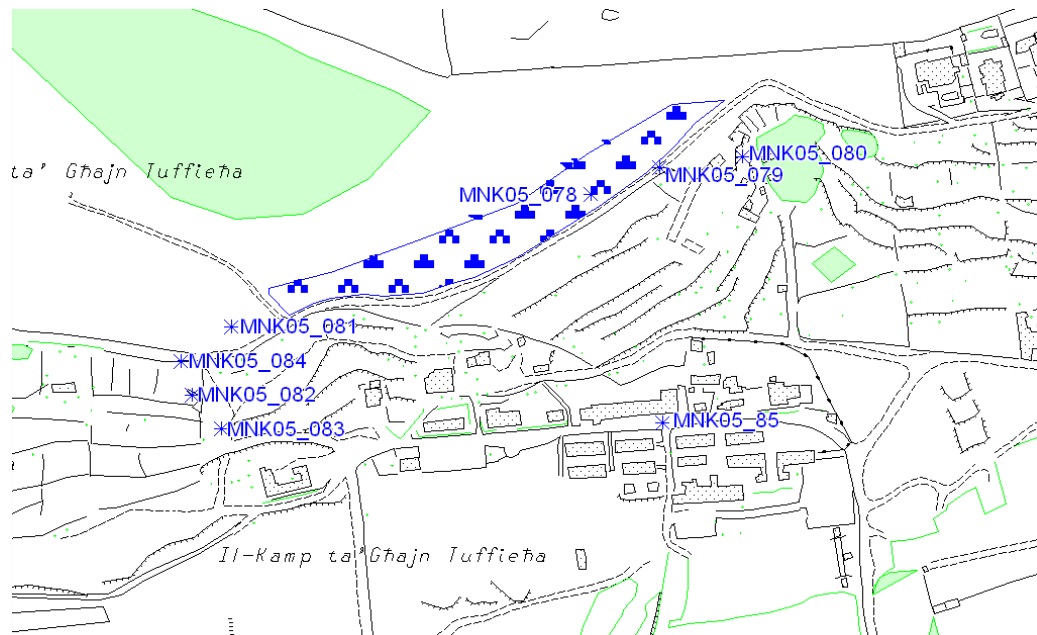 MNK05_080
ta' Għajn Tuffieħa
MNK05_079
MNK05_078
MNK05_081
MNK05_084
MNK05_082
MNK05_083
MNK05_85
Il-Kamp ta' Għajn Tuffieħa